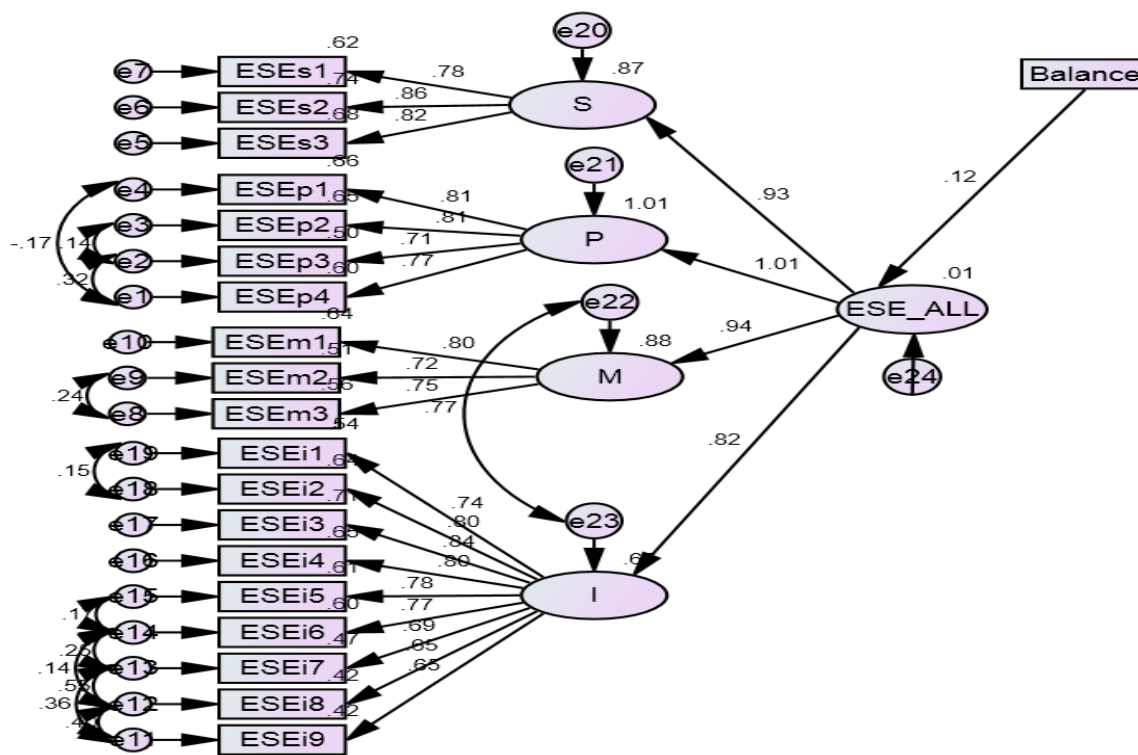 e20
.62
e7 ESEs1 .78 .87
.74
e6 ESEs2 .86 S Balance
.68
e5 ESEs3 .82
.66 e21
e4 ESEp1 .81 1.01 .93 .12
.65
e3 ESEp2 .81 P
-.17 .14 .50
e2 ESEp3 .71 1.01
.32 .60 .77
e1 ESEp4 e22 .01
.64 ESE_ALL
e10 ESEm1 .80 .88 .94
.51
e9 ESEm2 .72 M e24
.24 .56 .75
e8 ESEm3 .77
.54 .82
e19 ESEi1
.15 .64
e18 ESEi2 .74
.71
e17 ESEi3 .80 e23
.65 .84
e16 ESEi4 .80
.61
e15 ESEi5 .78 I
.60
e14 ESEi6 .77
.47 .69
.14 e13 ESEi7 .65
.42
.36 e12 ESEi8 .65
.42
e11 ESEi9